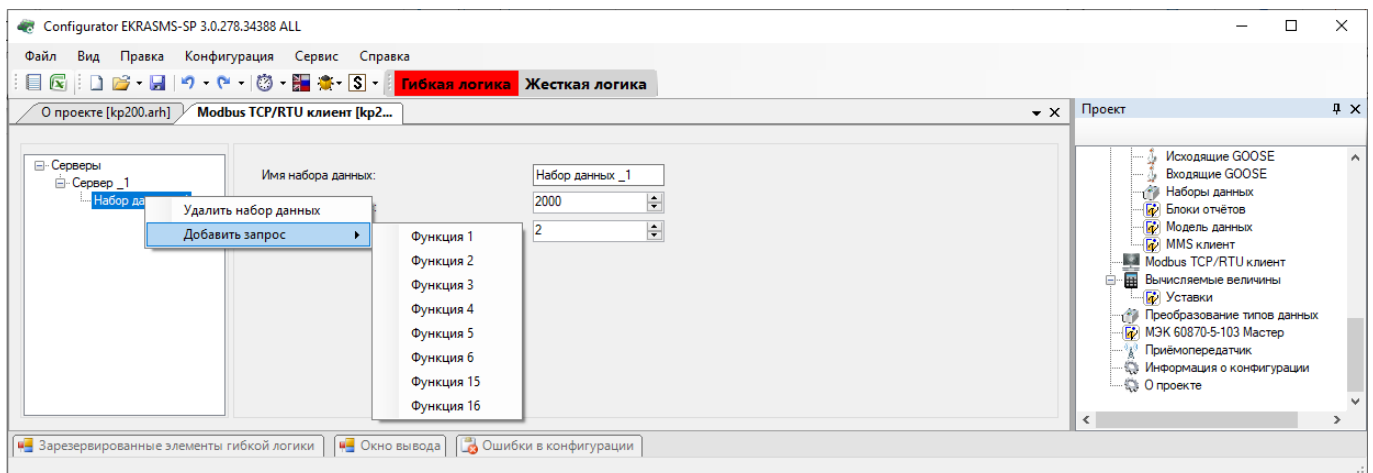 Configurator EKRASMS-SP 3.0.278.34388 ALL
Файл Вид Правка Конфигурация Сервис Справка
Гибкая логика Жесткая логика
О проекте [kp200.arh] Modbus TCP/RTU клиент [kp2...
Проект
Серверы
Сервер _1
Набор да
Имя набора данных:
Набор данных _1
2000
2
Удалить набор данных
Добавить запрос
Функция 1
Функция 2
Функция 3
Функция 4
Функция 5
Функция 6
Функция 15
Функция 16
Исходящие GOOSE
Входящие GOOSE
Наборы данных
Блоки отчётов
Модель данных
MMS клиент
Modbus TCP/RTU клиент
Вычисляемые величины
Уставки
Преобразование типов данных
МЭК 60870-5-103 Мастер
Приёмопередатчик
Информация о конфигурации
О проекте
Зарезервированные элементы гибкой логики Окно вывода Ошибки в конфигурации